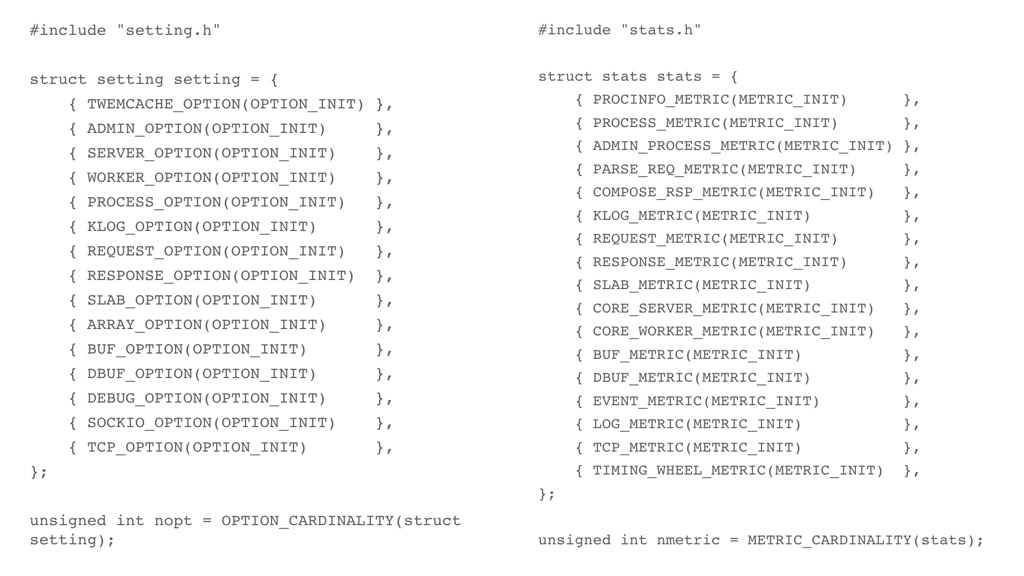 #include "setting.h"
struct setting setting = {
    { TWEMCACHE_OPTION(OPTION_INIT) },
    { ADMIN_OPTION(OPTION_INIT)     },
    { SERVER_OPTION(OPTION_INIT)    },
    { WORKER_OPTION(OPTION_INIT)    },
    { PROCESS_OPTION(OPTION_INIT)   },
    { KLOG_OPTION(OPTION_INIT)      },
    { REQUEST_OPTION(OPTION_INIT)   },
    { RESPONSE_OPTION(OPTION_INIT)  },
    { SLAB_OPTION(OPTION_INIT)      },
    { ARRAY_OPTION(OPTION_INIT)     },
    { BUF_OPTION(OPTION_INIT)       },
    { DBUF_OPTION(OPTION_INIT)      },
    { DEBUG_OPTION(OPTION_INIT)     },
    { SOCKIO_OPTION(OPTION_INIT)    },
    { TCP_OPTION(OPTION_INIT)       },
};
unsigned int nopt = OPTION_CARDINALITY(struct
setting);
#include "stats.h"
struct stats stats = {
    { PROCINFO_METRIC(METRIC_INIT)      },
    { PROCESS_METRIC(METRIC_INIT)       },
    { ADMIN_PROCESS_METRIC(METRIC_INIT) },
    { PARSE_REQ_METRIC(METRIC_INIT)     },
    { COMPOSE_RSP_METRIC(METRIC_INIT)   },
    { KLOG_METRIC(METRIC_INIT)          },
    { REQUEST_METRIC(METRIC_INIT)       },
    { RESPONSE_METRIC(METRIC_INIT)      },
    { SLAB_METRIC(METRIC_INIT)          },
    { CORE_SERVER_METRIC(METRIC_INIT)   },
    { CORE_WORKER_METRIC(METRIC_INIT)   },
    { BUF_METRIC(METRIC_INIT)           },
    { DBUF_METRIC(METRIC_INIT)          },
    { EVENT_METRIC(METRIC_INIT)         },
    { LOG_METRIC(METRIC_INIT)           },
    { TCP_METRIC(METRIC_INIT)           },
    { TIMING_WHEEL_METRIC(METRIC_INIT)  },
};
unsigned int nmetric = METRIC_CARDINALITY(stats);